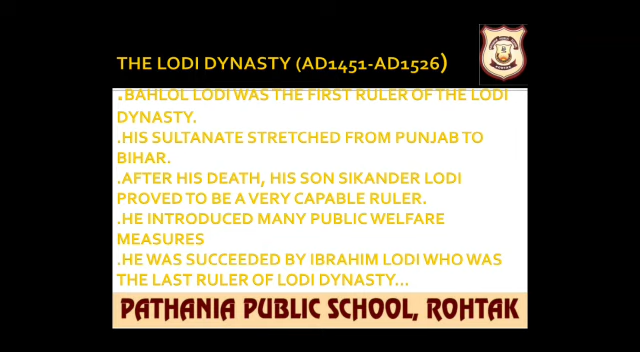 THE LODI DYNASTY (AD1451-AD1526)
.BAHLOL LODI WAS THE FIRST RULER OF THE LODI
DYNASTY.
.HIS SULTANATE STRETCHED FROM PUNJAB TO
BIHAR.
.AFTER HIS DEATH, HIS SON SIKANDER LODI
PROVED TO BE A VERY CAPABLE RULER.
.HE INTRODUCED MANY PUBLIC WELFARE
MEASURES
.HE WAS SUCCEEDED BY IBRAHIM LODI WHO WAS
THE LAST RULER OF LODI DYNASTY...
PATHANIA PUBLIC SCHOOL, ROHTAK